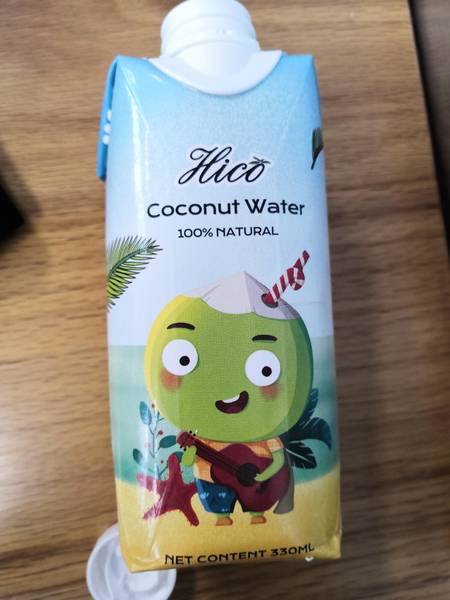 Hico
Coconut Water
100% NATURAL
NET CONTENT 330ML